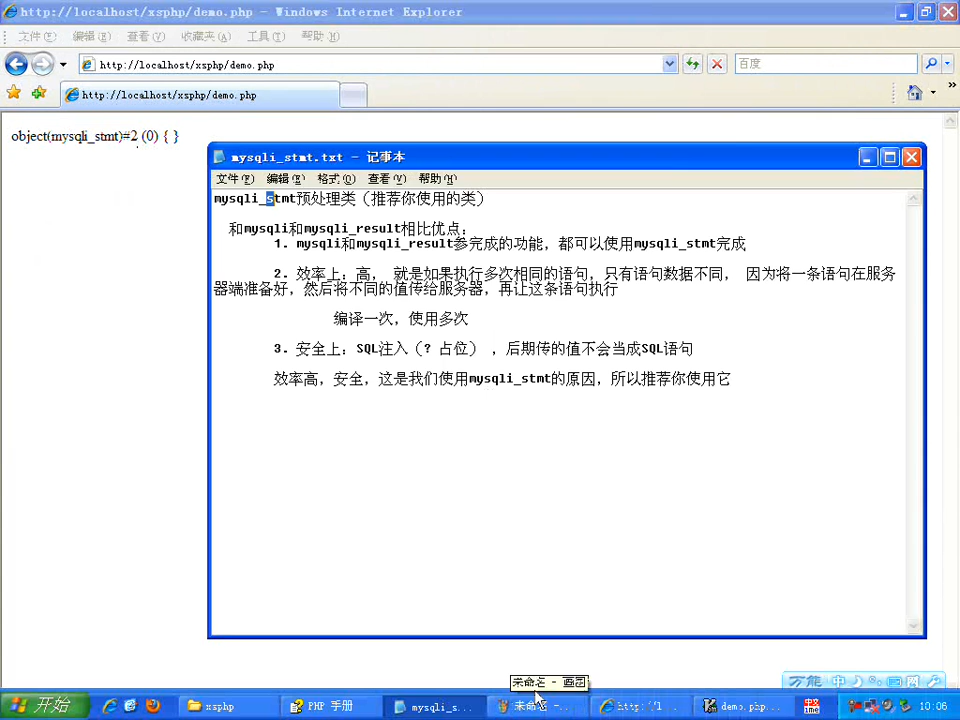 http://localhost/xsphp/demo.php - Windows Internet Explorer
文件(F) 编辑(E) 查看(V) 收藏夹(A) 工具(T) 帮助(H)
http://localhost/xsphp/demo.php
百度
http://localhost/xsphp/demo.php
object(mysqli_stmt)#2 (0) { }
mysqli_stmt.txt - 记事本
文件(F) 编辑(E) 格式(O) 查看(V) 帮助(H)
mysqli_stmt预处理类（推荐你使用的类）
和mysqli和mysqli_result相比优点：
1. mysqli和mysqli_result参完成的功能，都可以使用mysqli_stmt完成
2. 效率上：高， 就是如果执行多次相同的语句，只有语句数据不同， 因为将一条语句在服务
器端准备好，然后将不同的值传给服务器，再让这条语句执行
编译一次，使用多次
3. 安全上：SQL注入（? 占位） ，后期传的值不会当成SQL语句
效率高，安全，这是我们使用mysqli_stmt的原因，所以推荐你使用它
未命名 - 画图
万能 中
开始 xsphp PHP 手册 mysqli_s... 未命名 -... http://l... demo.php... 10:06